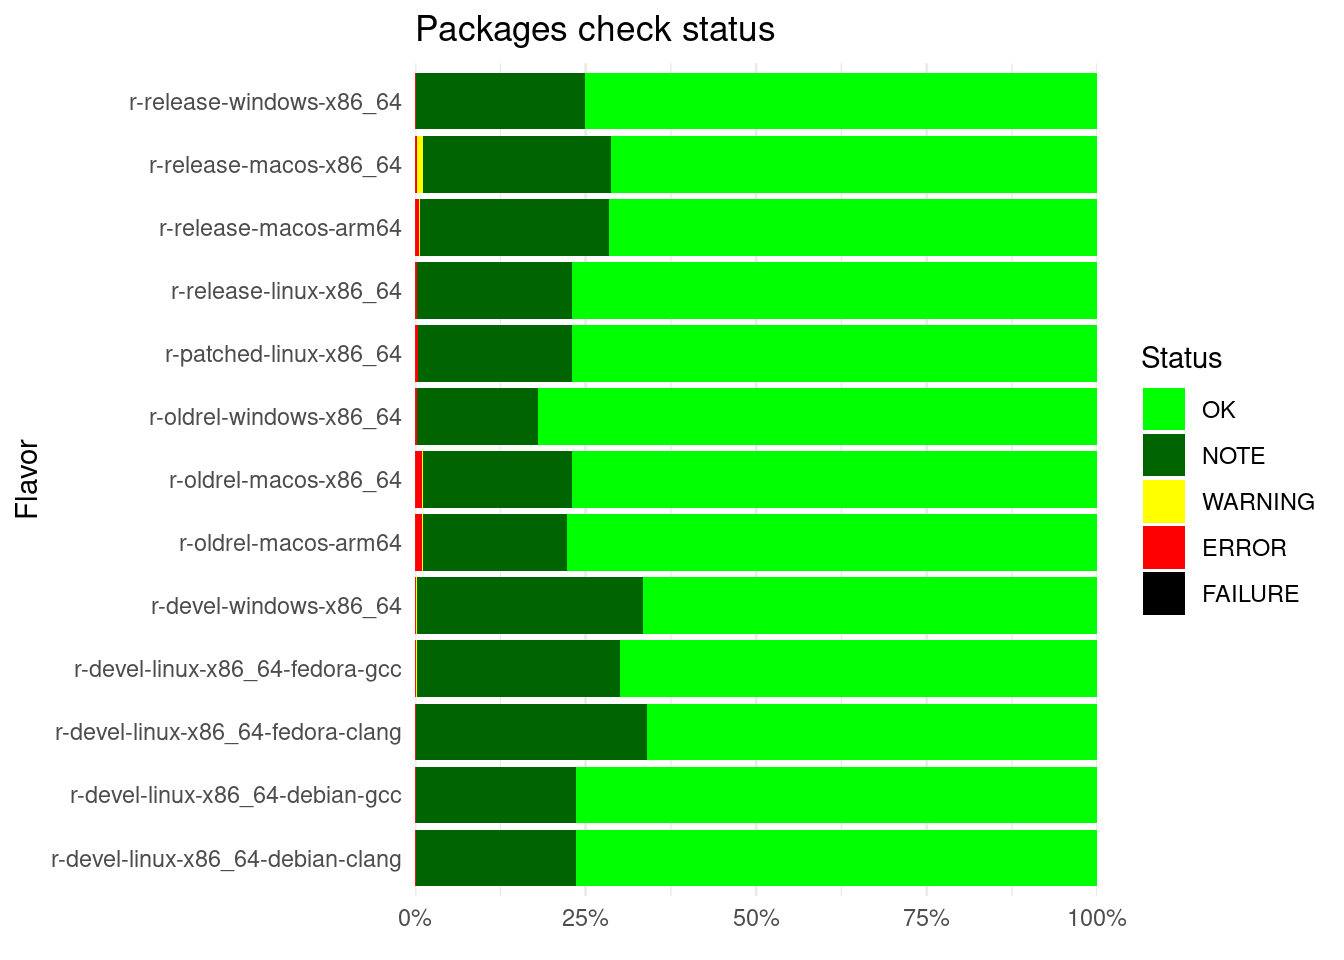 Packages check status
Flavor
r-release-windows-x86_64
r-release-macos-x86_64
r-release-macos-arm64
r-release-linux-x86_64
r-patched-linux-x86_64
r-oldrel-windows-x86_64
r-oldrel-macos-x86_64
r-oldrel-macos-arm64
r-devel-windows-x86_64
r-devel-linux-x86_64-fedora-gcc
r-devel-linux-x86_64-fedora-clang
r-devel-linux-x86_64-debian-gcc
r-devel-linux-x86_64-debian-clang
0% 25% 50% 75% 100%
Status
OK
NOTE
WARNING
ERROR
FAILURE